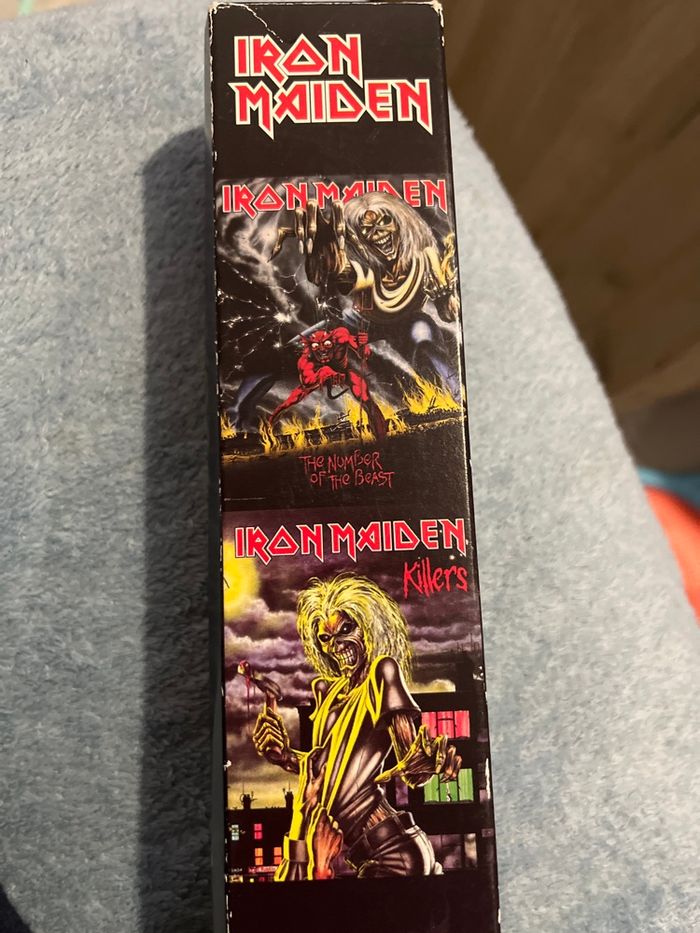 IRON
MAIDEN
IRON MAIDEN
THE NUMBER
OF THE BEAST
IRON MAIDEN
Killers